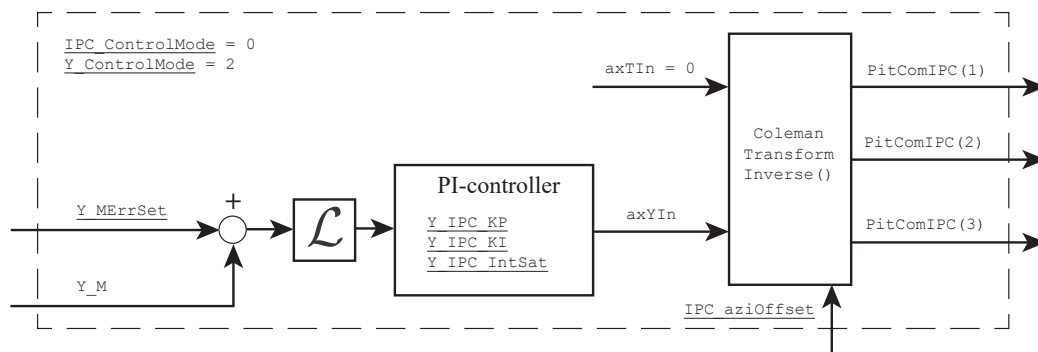 IPC_ControlMode = 0
Y_ControlMode = 2
axTIn = 0
PitComIPC(1)
Coleman
Transform
Inverse()
PitComIPC(2)
PI-controller
+
Y_MErrSet
ℒ
Y_IPC_KP
Y_IPC_KI
Y_IPC_IntSat
axYIn
PitComIPC(3)
Y_M
IPC_aziOffset